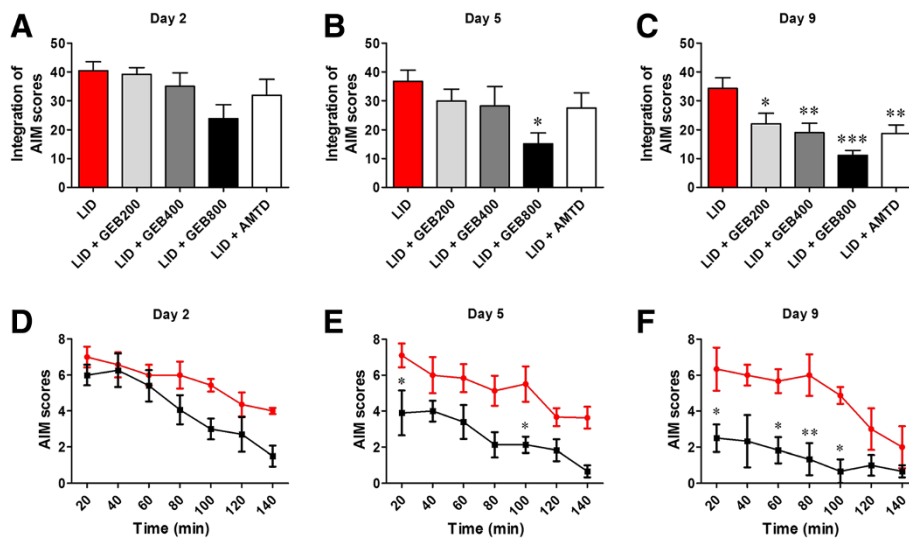 A
Day 2
Integration of
AIM scores
50
40
30
20
10
0
LID
LID + GEB200
LID + GEB400
LID + GEB800
LID + AMTD
B
Day 5
Integration of
AIM scores
50
40
30
20
10
0
*
LID
LID + GEB200
LID + GEB400
LID + GEB800
LID + AMTD
C
Day 9
Integration of
AIM scores
50
40
30
20
10
0
*
**
***
**
LID
LID + GEB200
LID + GEB400
LID + GEB800
LID + AMTD
D
Day 2
AIM scores
8
6
4
2
0
20
40
60
80
100
120
140
Time (min)
E
Day 5
AIM scores
8
6
4
2
0
*
*
20
40
60
80
100
120
140
Time (min)
F
Day 9
AIM scores
8
6
4
2
0
*
*
**
*
20
40
60
80
100
120
140
Time (min)